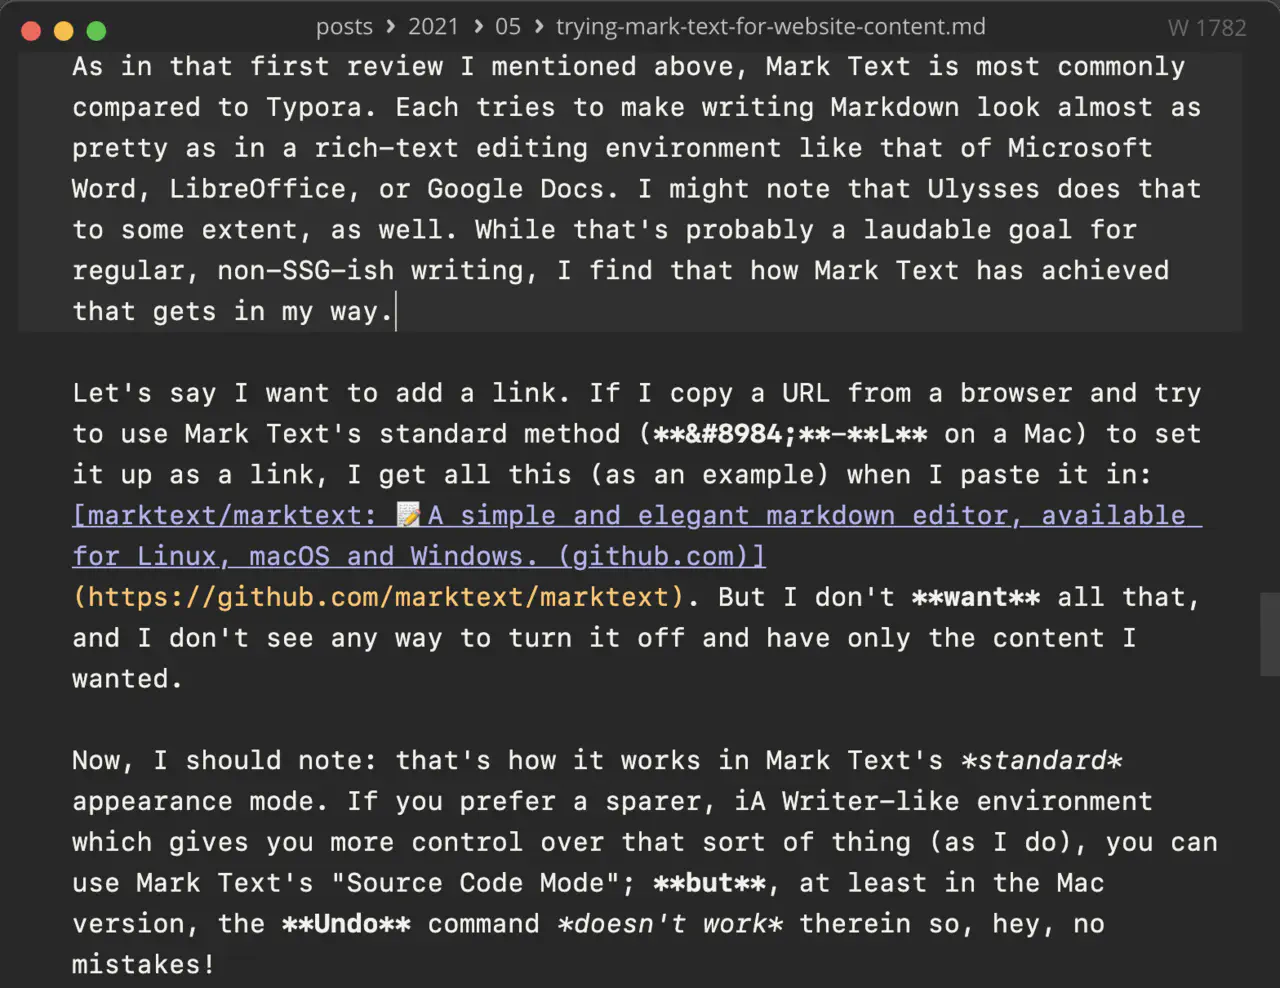 posts > 2021 > 05 > trying-mark-text-for-website-content.md W 1782
As in that first review I mentioned above, Mark Text is most commonly
compared to Typora. Each tries to make writing Markdown look almost as
pretty as in a rich-text editing environment like that of Microsoft
Word, LibreOffice, or Google Docs. I might note that Ulysses does that
to some extent, as well. While that's probably a laudable goal for
regular, non-SSG-ish writing, I find that how Mark Text has achieved
that gets in my way.
Let's say I want to add a link. If I copy a URL from a browser and try
to use Mark Text's standard method (**&#8984;**-**L** on a Mac) to set
it up as a link, I get all this (as an example) when I paste it in:
[marktext/marktext: 📝A simple and elegant markdown editor, available
for Linux, macOS and Windows. (github.com)]
(https://github.com/marktext/marktext). But I don't **want** all that,
and I don't see any way to turn it off and have only the content I
wanted.
Now, I should note: that's how it works in Mark Text's *standard*
appearance mode. If you prefer a sparer, iA Writer-like environment
which gives you more control over that sort of thing (as I do), you can
use Mark Text's "Source Code Mode"; **but**, at least in the Mac
version, the **Undo** command *doesn't work* therein so, hey, no
mistakes!